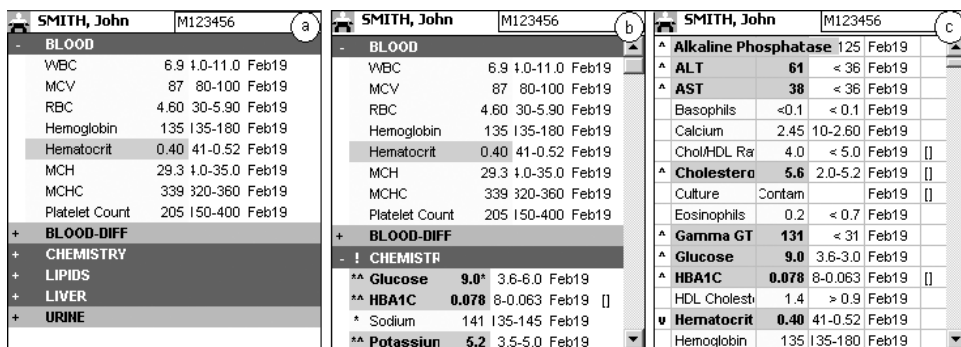 SMITH, John M123456 a
- BLOOD
WBC 6.9 4.0-11.0 Feb19
MCV 87 80-100 Feb19
RBC 4.60 30-5.90 Feb19
Hemoglobin 135 135-180 Feb19
Hematocrit 0.40 41-0.52 Feb19
MCH 29.3 4.0-35.0 Feb19
MCHC 339 320-360 Feb19
Platelet Count 205 150-400 Feb19
+ BLOOD-DIFF
+ CHEMISTRY
+ LIPIDS
+ LIVER
+ URINE
SMITH, John M123456 b
- BLOOD
WBC 6.9 4.0-11.0 Feb19
MCV 87 80-100 Feb19
RBC 4.60 30-5.90 Feb19
Hemoglobin 135 135-180 Feb19
Hematocrit 0.40 41-0.52 Feb19
MCH 29.3 4.0-35.0 Feb19
MCHC 339 320-360 Feb19
Platelet Count 205 150-400 Feb19
+ BLOOD-DIFF
- ! CHEMISTR
*^ Glucose 9.0* 3.6-6.0 Feb19
*^ HBA1C 0.078 8-0.063 Feb19 []
* Sodium 141 135-145 Feb19
*^ Potassiun 5.2 3.5-5.0 Feb19
SMITH, John M123456 c
^ Alkaline Phosphatase 125 Feb19
^ ALT 61 < 36 Feb19
^ AST 38 < 36 Feb19
Basophils <0.1 < 0.1 Feb19
Calcium 2.45 10-2.60 Feb19
Chol/HDL Ra 4.0 < 5.0 Feb19 []
^ Cholestero 5.6 2.0-5.2 Feb19 []
Culture Contam Feb19 []
Eosinophils 0.2 < 0.7 Feb19
^ Gamma GT 131 < 31 Feb19
^ Glucose 9.0 3.6-3.0 Feb19
^ HBA1C 0.078 8-0.063 Feb19 []
HDL Cholest 1.4 > 0.9 Feb19
v Hematocrit 0.40 41-0.52 Feb19
Hemoglobin 135 135-180 Feb19